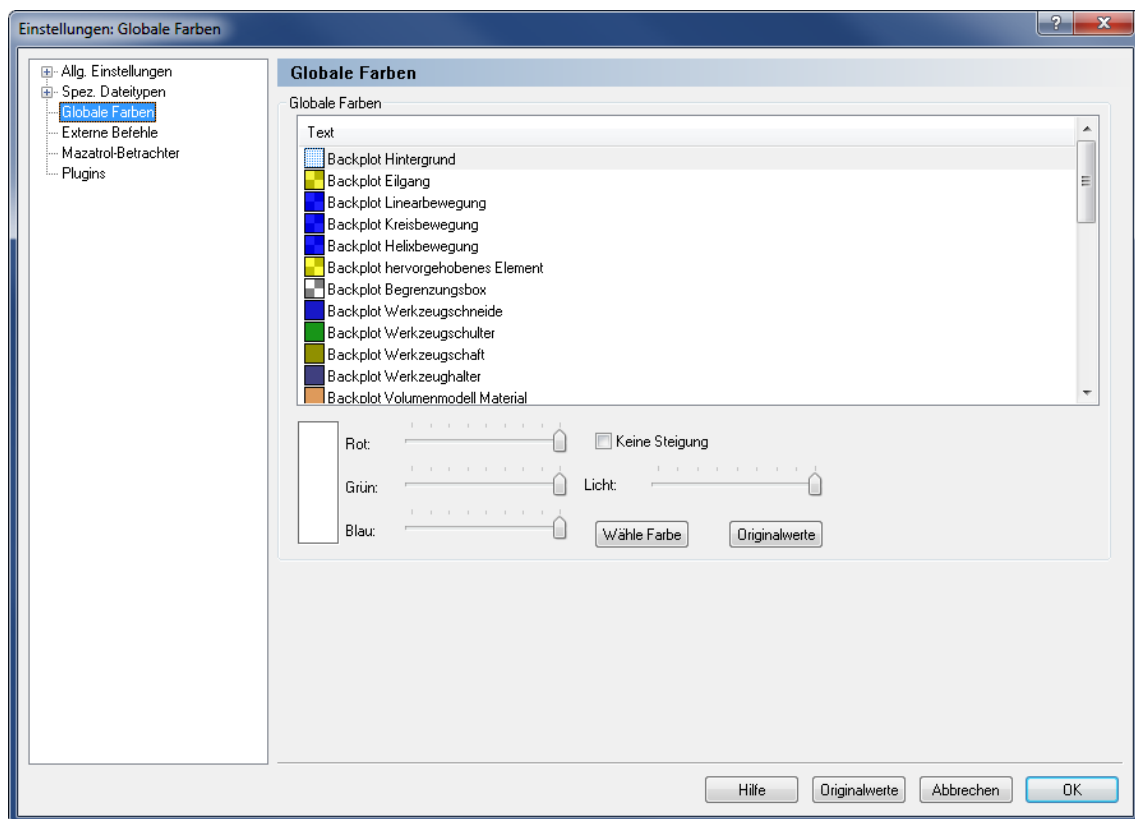 Einstellungen: Globale Farben
Allg. Einstellungen
Spez. Dateitypen
Globale Farben
Externe Befehle
Mazatrol-Betrachter
Plugins
Globale Farben
Globale Farben
Text
Backplot Hintergrund
Backplot Eilgang
Backplot Linearbewegung
Backplot Kreisbewegung
Backplot Helixbewegung
Backplot hervorgehobenes Element
Backplot Begrenzungsbox
Backplot Werkzeugschneide
Backplot Werkzeugschulter
Backplot Werkzeugschaft
Backplot Werkzeughalter
Backplot Volumenmodell Material
Rot:
Keine Steigung
Grün:
Licht:
Blau:
Wähle Farbe
Originalwerte
Hilfe
Originalwerte
Abbrechen
OK